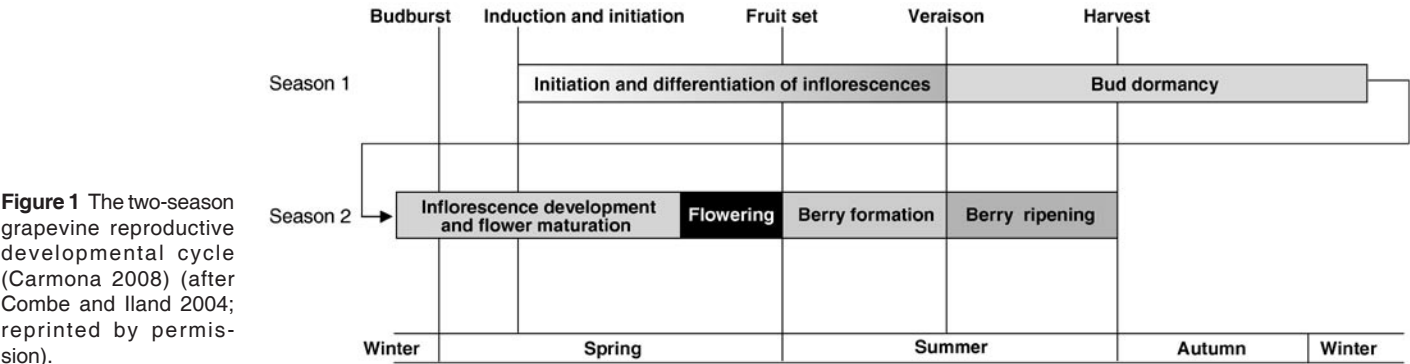 Budburst Induction and initiation Fruit set Veraison Harvest
Season 1 Initiation and differentiation of inflorescences Bud dormancy
Season 2 Inflorescence development
and flower maturation Flowering Berry formation Berry ripening
Winter Spring Summer Autumn Winter
Figure 1 The two-season
grapevine reproductive
developmental cycle
(Carmona 2008) (after
Combe and Iland 2004;
reprinted by permis-
sion).